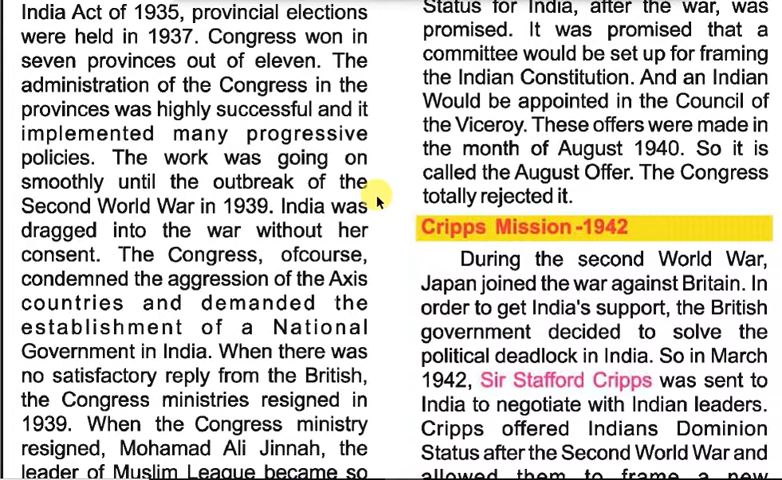 India Act of 1935, provincial elections
were held in 1937. Congress won in
seven provinces out of eleven. The
administration of the Congress in the
provinces was highly successful and it
implemented many progressive
policies. The work was going on
smoothly until the outbreak of the
Second World War in 1939. India was
dragged into the war without her
consent. The Congress, ofcourse,
condemned the aggression of the Axis
countries and demanded the
establishment of a National
Government in India. When there was
no satisfactory reply from the British,
the Congress ministries resigned in
1939. When the Congress ministry
resigned, Mohamad Ali Jinnah, the
leader of Muslim League became so
Status for India, after the war, was
promised. It was promised that a
committee would be set up for framing
the Indian Constitution. And an Indian
Would be appointed in the Council of
the Viceroy. These offers were made in
the month of August 1940. So it is
called the August Offer. The Congress
totally rejected it.
Cripps Mission -1942
During the second World War,
Japan joined the war against Britain. In
order to get India's support, the British
government decided to solve the
political deadlock in India. So in March
1942, Sir Stafford Cripps was sent to
India to negotiate with Indian leaders.
Cripps offered Indians Dominion
Status after the Second World War and
allowed them to frame a new